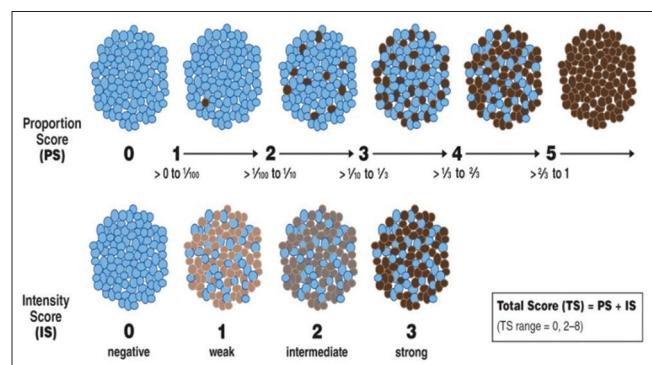 Proportion
Score
(PS)
0 1 2 3 4 5
> 0 to 1/100 > 1/100 to 1/10 > 1/10 to 1/3 > 1/3 to 2/3 > 2/3 to 1
Intensity
Score
(IS)
0 1 2 3
negative weak intermediate strong
Total Score (TS) = PS + IS
(TS range = 0, 2–8)